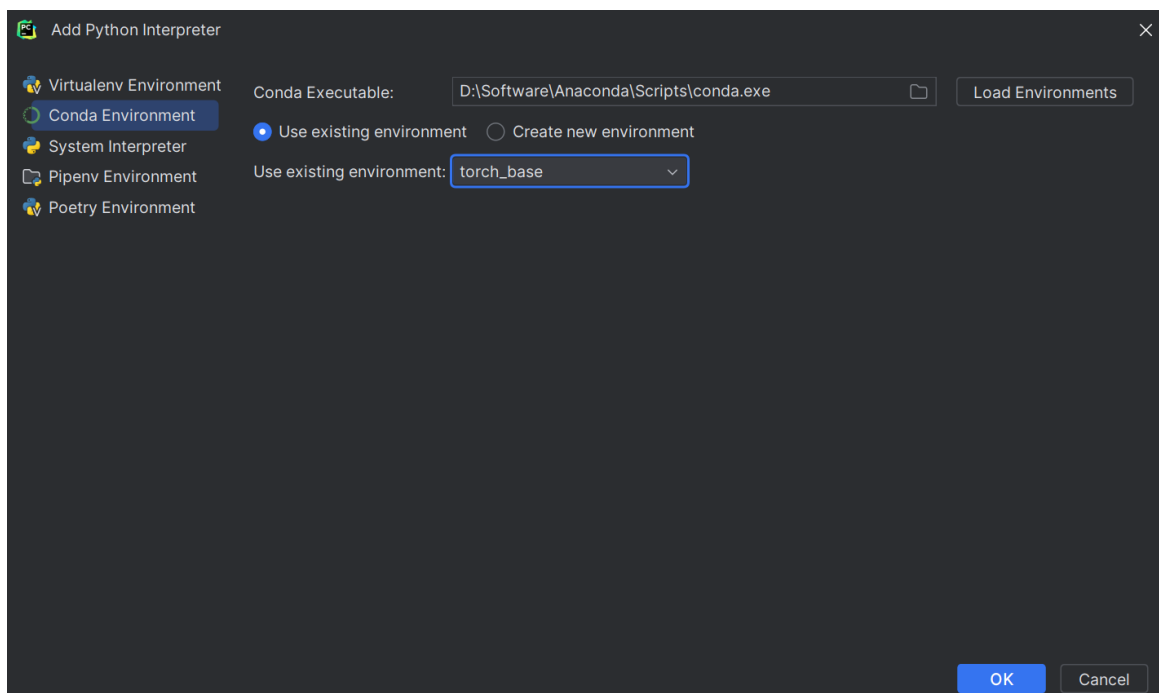 PC
Add Python Interpreter
Virtualenv Environment
Conda Environment
System Interpreter
Pipenv Environment
Poetry Environment
Conda Executable:
D:\Software\Anaconda\Scripts\conda.exe
Load Environments
Use existing environment
Create new environment
Use existing environment:
torch_base
OK
Cancel